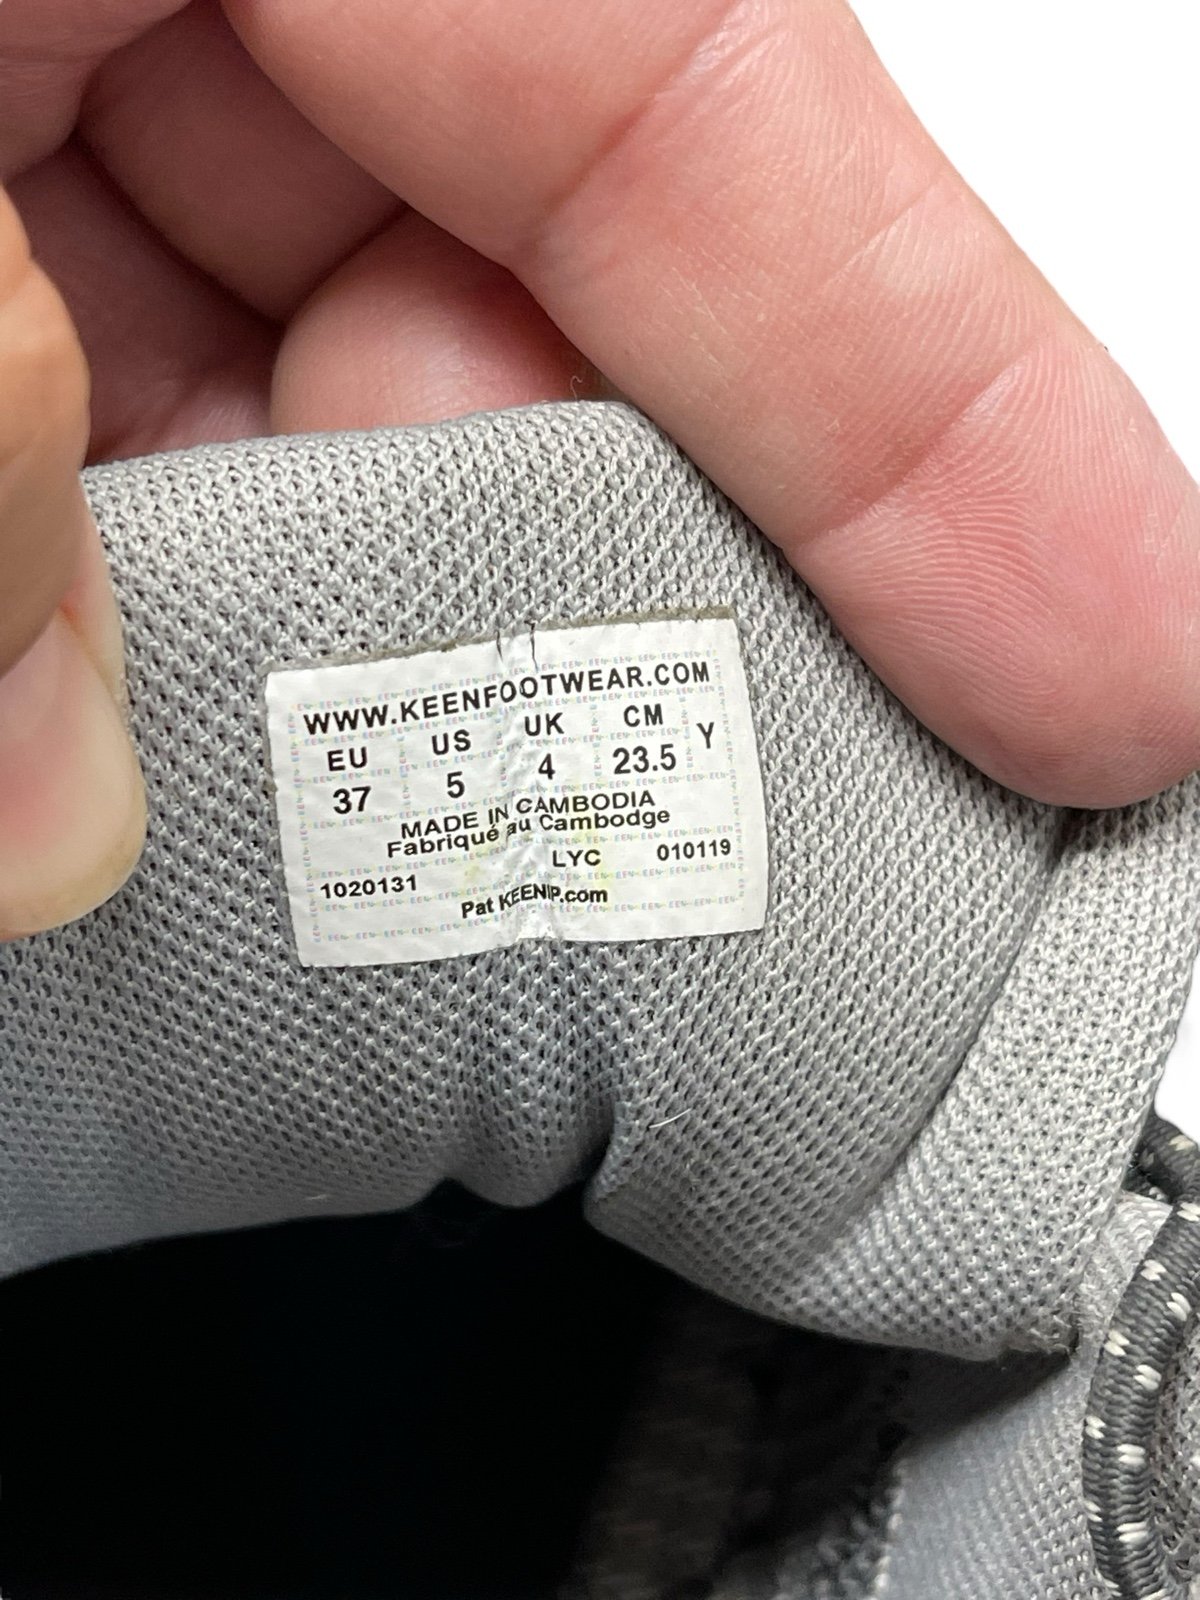 WWW.KEENFOOTWEAR.COM
EU US UK CM Y
37 5 4 23.5
MADE IN CAMBODIA
Fabriqué au Cambodge
1020131 LYC 010119
Pat KEENIP.com